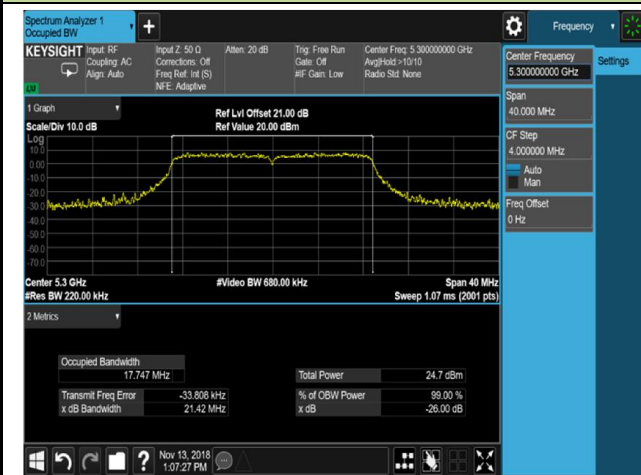 Spectrum Analyzer 1
Occupied BW
+
Frequency
KEYSIGHT
Input: RF
Coupling: AC
Align: Auto
Input Z: 50 Ω
Corrections: Off
Freq Ref: Int (S)
NFE: Adaptive
Atten: 20 dB
Trig: Free Run
Gate: Off
#IF Gain: Low
Center Freq: 5.300000000 GHz
Avg|Hold:>10/10
Radio Std: None
LXI
Center Frequency
5.300000000 GHz
Settings
Span
40.000 MHz
CF Step
4.000000 MHz
Auto
Man
Freq Offset
0 Hz
1 Graph
Scale/Div 10.0 dB
Ref Lvl Offset 21.00 dB
Ref Value 20.00 dBm
Log
10.0
0.00
-10.0
-20.0
-30.0
-40.0
-50.0
-60.0
-70.0
Center 5.3 GHz
#Video BW 680.00 kHz
Span 40 MHz
#Res BW 220.00 kHz
Sweep 1.07 ms (2001 pts)
2 Metrics
Occupied Bandwidth
17.747 MHz
Total Power 24.7 dBm
Transmit Freq Error -33.808 kHz
% of OBW Power 99.00 %
x dB Bandwidth 21.42 MHz
x dB -26.00 dB
?
Nov 13, 2018
1:07:27 PM